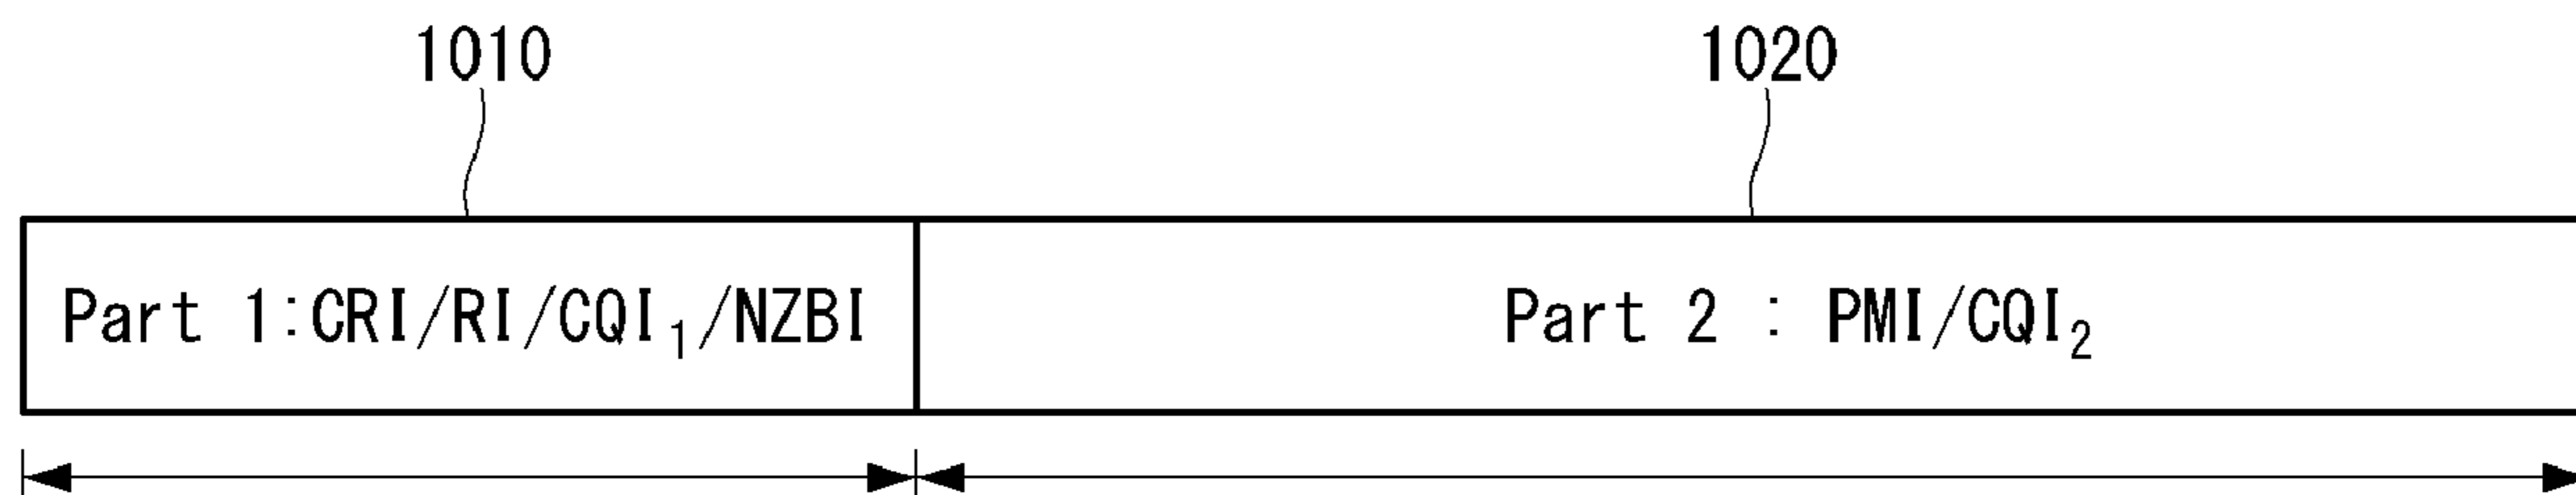 1010 1020
Part 1:CRI/RI/CQI₁/NZBI Part 2 : PMI/CQI₂